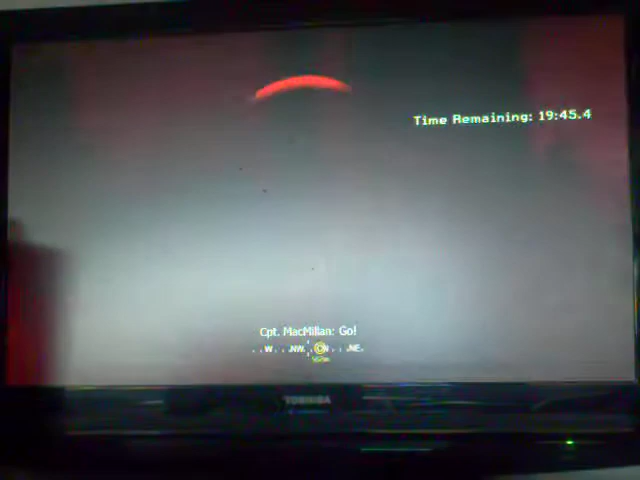 Time Remaining: 19:45.4
Cpt. MacMillan: Go!
. . W . . . NW. . . N . . . NE.
TOSHIBA